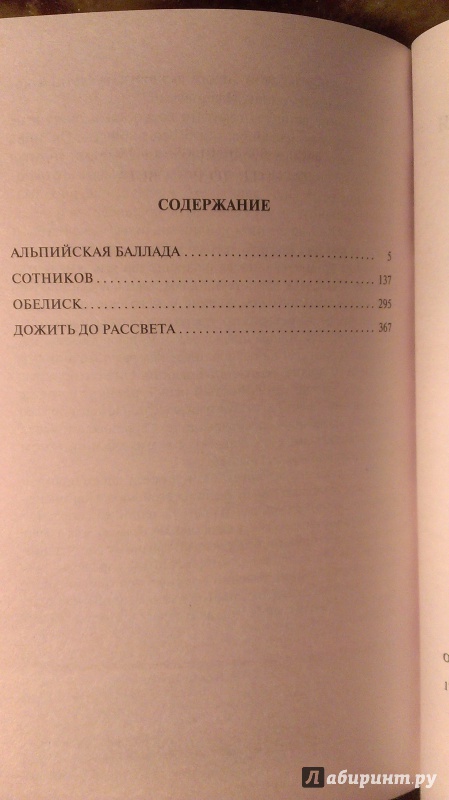 СОДЕРЖАНИЕ
АЛЬПИЙСКАЯ БАЛЛАДА.............................5
СОТНИКОВ..........................................137
ОБЕЛИСК............................................295
ДОЖИТЬ ДО РАССВЕТА..............................367
Лабиринт.ру